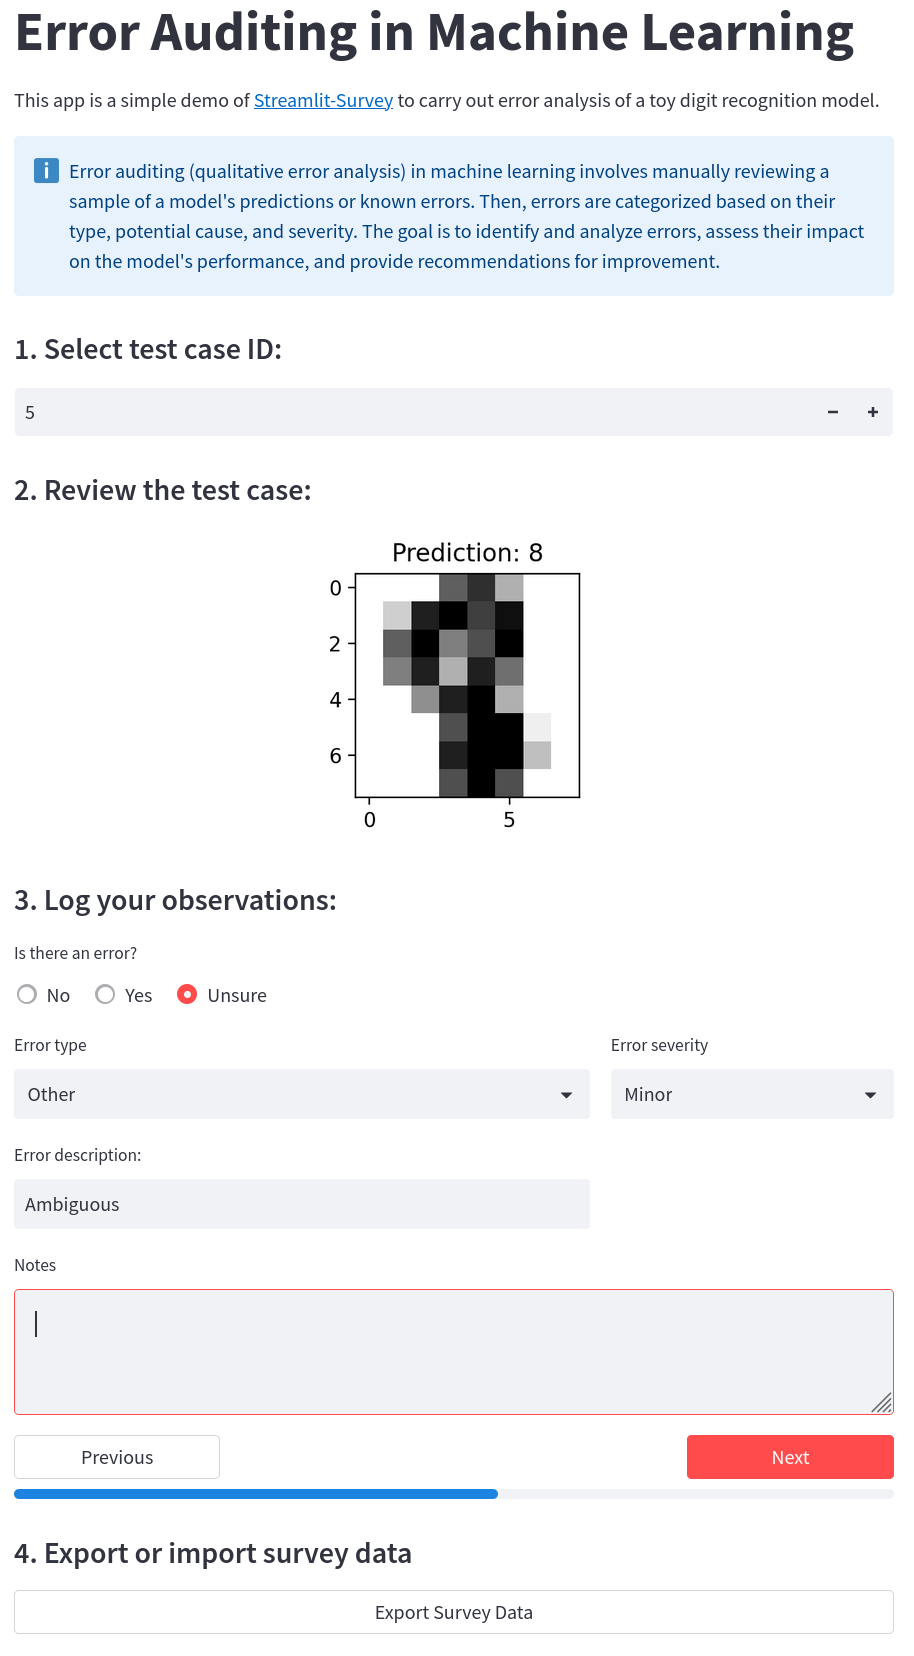 Error Auditing in Machine Learning
This app is a simple demo of Streamlit-Survey to carry out error analysis of a toy digit recognition model.
i
Error auditing (qualitative error analysis) in machine learning involves manually reviewing a
sample of a model's predictions or known errors. Then, errors are categorized based on their
type, potential cause, and severity. The goal is to identify and analyze errors, assess their impact
on the model's performance, and provide recommendations for improvement.
1. Select test case ID:
5 − +
2. Review the test case:
Prediction: 8
0
2
4
6
0 5
3. Log your observations:
Is there an error?
No Yes Unsure
Error type Error severity
Other Minor
Error description:
Ambiguous
Notes
Previous Next
4. Export or import survey data
Export Survey Data